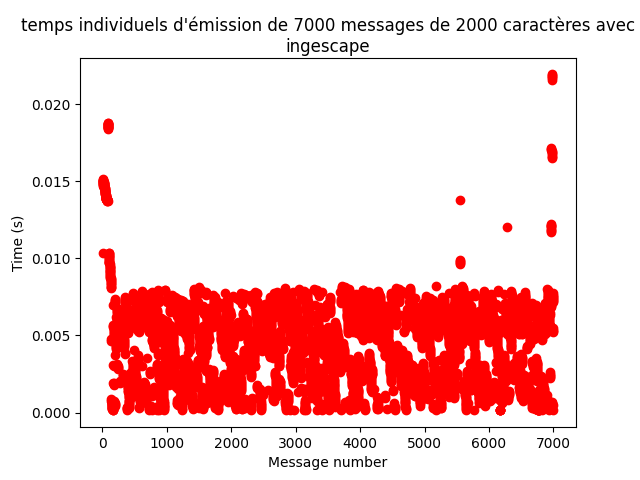 temps individuels d'émission de 7000 messages de 2000 caractères avec
ingescape
0.020
0.015
0.010
0.005
0.000
Time (s)
0 1000 2000 3000 4000 5000 6000 7000
Message number